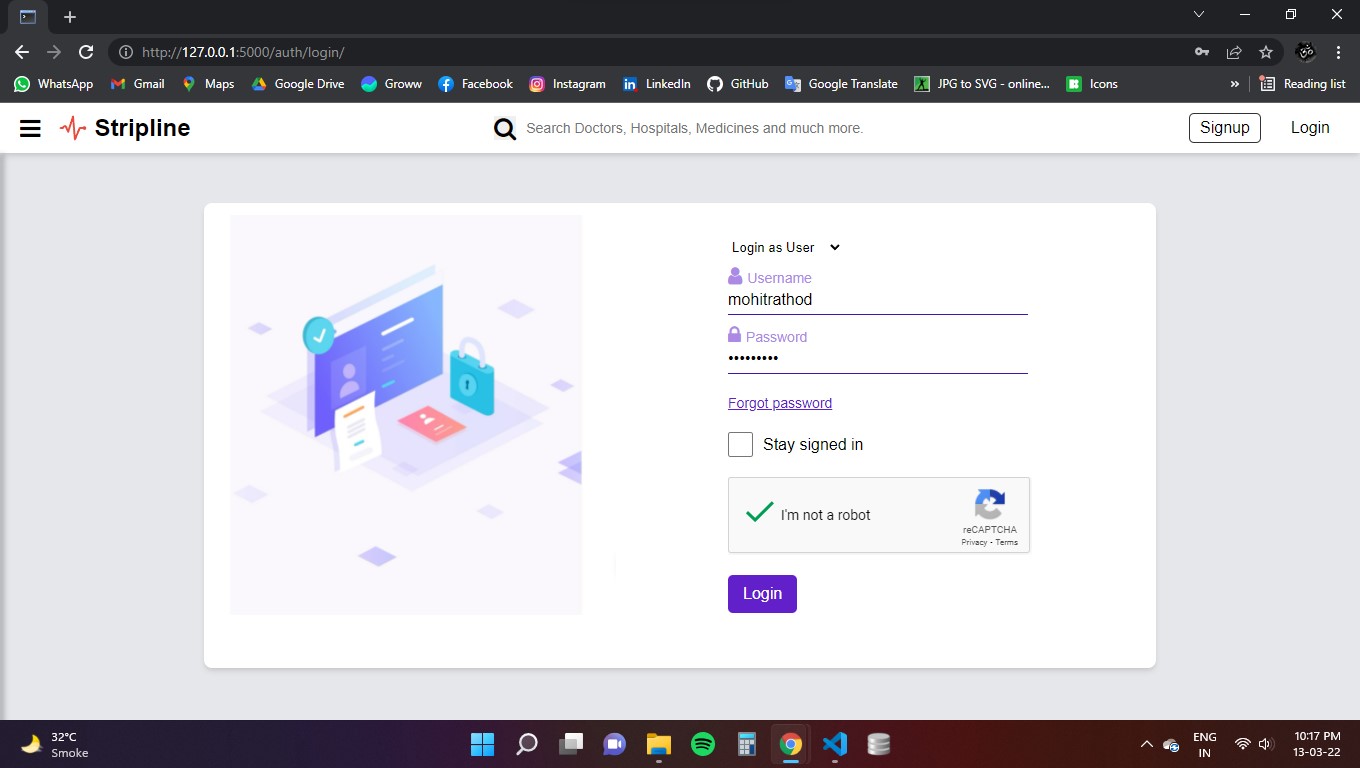 http://127.0.0.1:5000/auth/login/
WhatsApp Gmail Maps Google Drive Groww Facebook Instagram LinkedIn GitHub Google Translate JPG to SVG - online... Icons » Reading list
Stripline
Search Doctors, Hospitals, Medicines and much more.
Signup
Login
Login as User
Username
mohitrathod
Password
•••••••••
Forgot password
Stay signed in
I'm not a robot
reCAPTCHA
Privacy - Terms
Login
32°C
Smoke
ENG
IN
10:17 PM
13-03-22